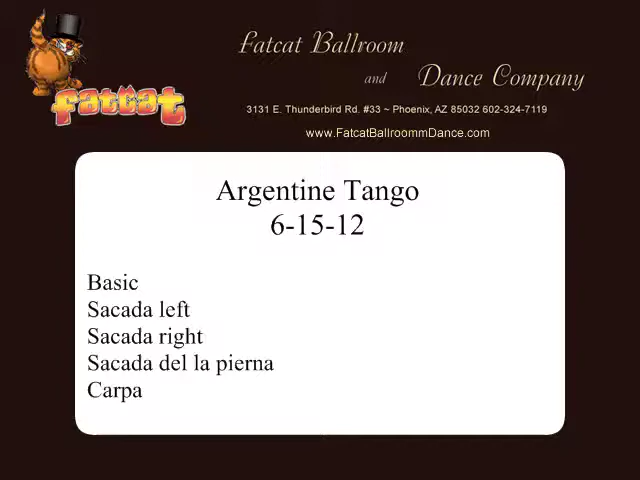 Fatcat Ballroom
and Dance Company
fatcat
3131 E. Thunderbird Rd. #33 ~ Phoenix, AZ 85032 602-324-7119
www.FatcatBallroommDance.com
Argentine Tango
6-15-12
Basic
Sacada left
Sacada right
Sacada del la pierna
Carpa